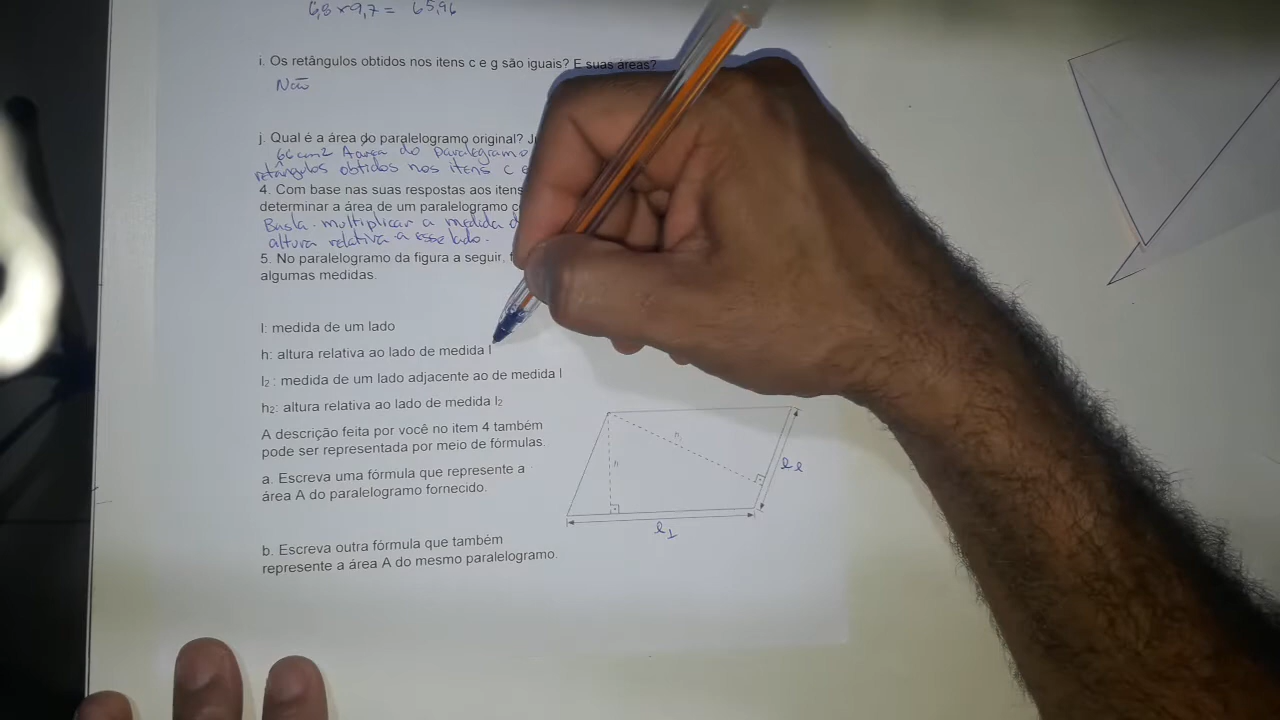 6,8 x 9,7 = 65,96
i. Os retângulos obtidos nos itens c e g são iguais? E suas áreas?
Não
j. Qual é a área do paralelogramo original?
66 cm2 A área do paralegramo
retângulos obtidos nos itens c e
4. Com base nas suas respostas aos itens
determinar a área de um paralelogramo
Basta multiplicar a medida
altura relativa a esse lado.
5. No paralelogramo da figura a seguir,
algumas medidas.
l: medida de um lado
h: altura relativa ao lado de medida l
l2 : medida de um lado adjacente ao de medida l
h2: altura relativa ao lado de medida l2
A descrição feita por você no item 4 também
pode ser representada por meio de fórmulas.
a. Escreva uma fórmula que represente a
área A do paralelogramo fornecido.
b. Escreva outra fórmula que também
represente a área A do mesmo paralelogramo.
h
l1